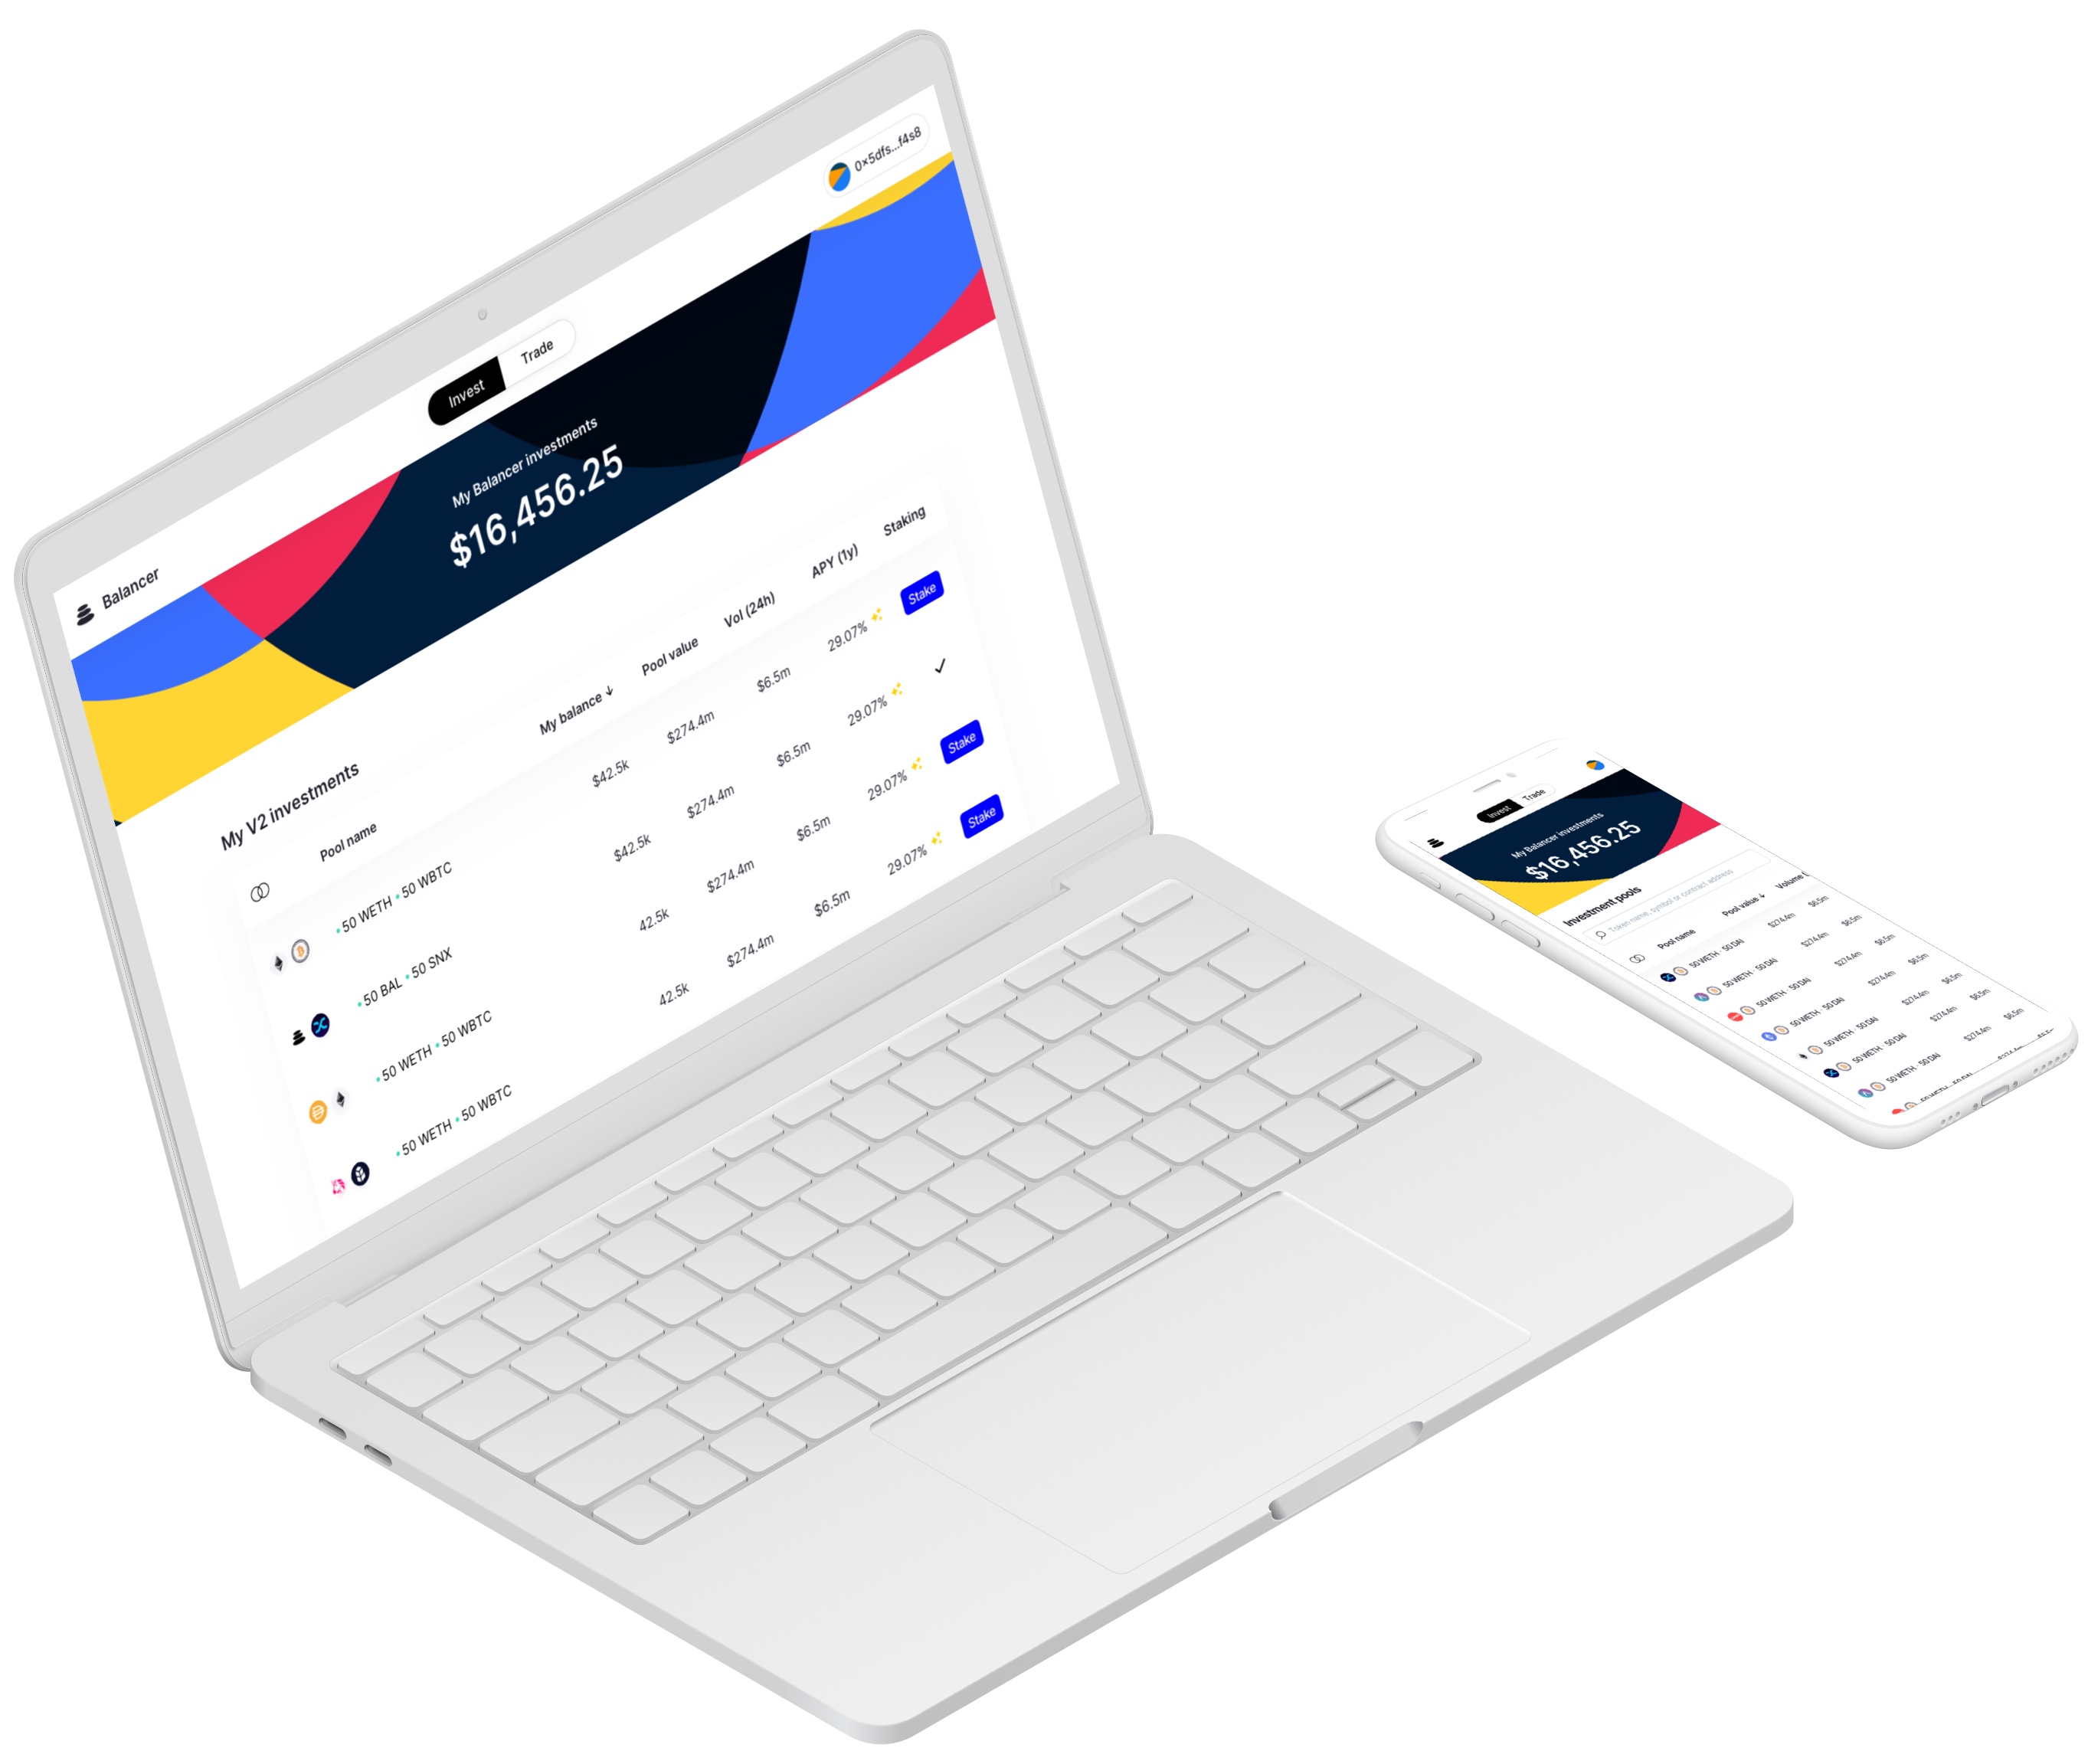 Balancer
Invest Trade
0×5dfs...f4s8
My Balancer investments
$16,456.25
My V2 investments
Pool name My balance ↓ Pool value Vol (24h) APY (1y) Staking
• 50 WETH • 50 WBTC $42.5k $274.4m $6.5m 29.07% Stake
• 50 BAL • 50 SNX $42.5k $274.4m $6.5m 29.07% ✓
• 50 WETH • 50 WBTC 42.5k $274.4m $6.5m 29.07% Stake
• 50 WETH • 50 WBTC 42.5k $274.4m $6.5m 29.07% Stake
Invest Trade
My Balancer investments
$16,456.25
Investment pools
Token name, symbol or contract address
Pool name Pool value ↓ Volume (
50 WETH · 50 DAI $274.4m $6.5m
50 WETH · 50 DAI $274.4m $6.5m
50 WETH · 50 DAI $274.4m $6.5m
50 WETH · 50 DAI $274.4m $6.5m
50 WETH · 50 DAI $274.4m $6.5m
50 WETH · 50 DAI $274.4m $6.5m
50 WETH · 50 DAI $274.4m $6.5m